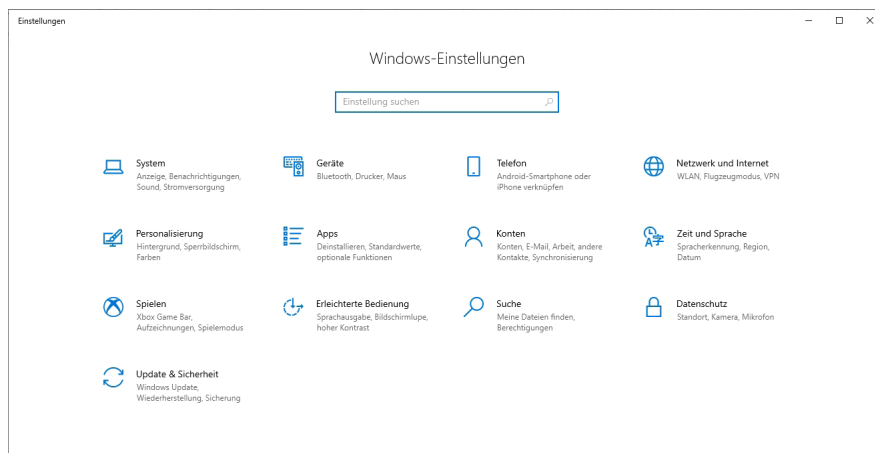 Einstellungen
Windows-Einstellungen
Einstellung suchen
System
Anzeige, Benachrichtigungen,
Sound, Stromversorgung
Geräte
Bluetooth, Drucker, Maus
Telefon
Android-Smartphone oder
iPhone verknüpfen
Netzwerk und Internet
WLAN, Flugzeugmodus, VPN
Personalisierung
Hintergrund, Sperrbildschirm,
Farben
Apps
Deinstallieren, Standardwerte,
optionale Funktionen
Konten
Konten, E-Mail, Arbeit, andere
Kontakte, Synchronisierung
Zeit und Sprache
Spracherkennung, Region,
Datum
Spielen
Xbox Game Bar,
Aufzeichnungen, Spielemodus
Erleichterte Bedienung
Sprachausgabe, Bildschirmlupe,
hoher Kontrast
Suche
Meine Dateien finden,
Berechtigungen
Datenschutz
Standort, Kamera, Mikrofon
Update & Sicherheit
Windows Update,
Wiederherstellung, Sicherung